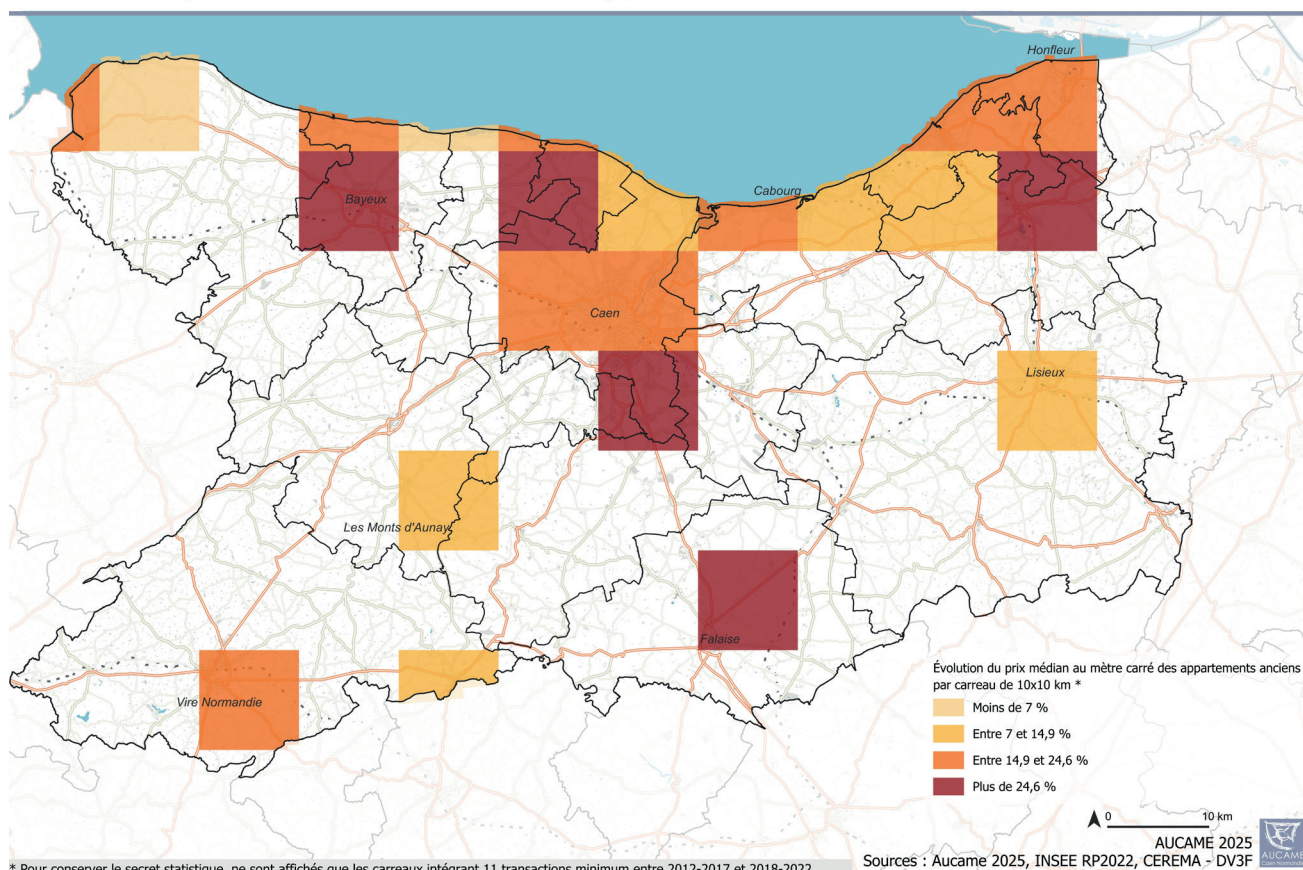 Honfleur
Cabourg
Bayeux
Caen
Lisieux
Les Monts d'Aunay
Falaise
Vire Normandie
Évolution du prix médian au mètre carré des appartements anciens
par carreau de 10x10 km *
Moins de 7 %
Entre 7 et 14,9 %
Entre 14,9 et 24,6 %
Plus de 24,6 %
0 10 km
AUCAME 2025
Sources : Aucame 2025, INSEE RP2022, CEREMA - DV3F
AUCAME
Caen Normandie
* Pour conserver le secret statistique, ne sont affichés que les carreaux intégrant 11 transactions minimum entre 2012-2017 et 2018-2022